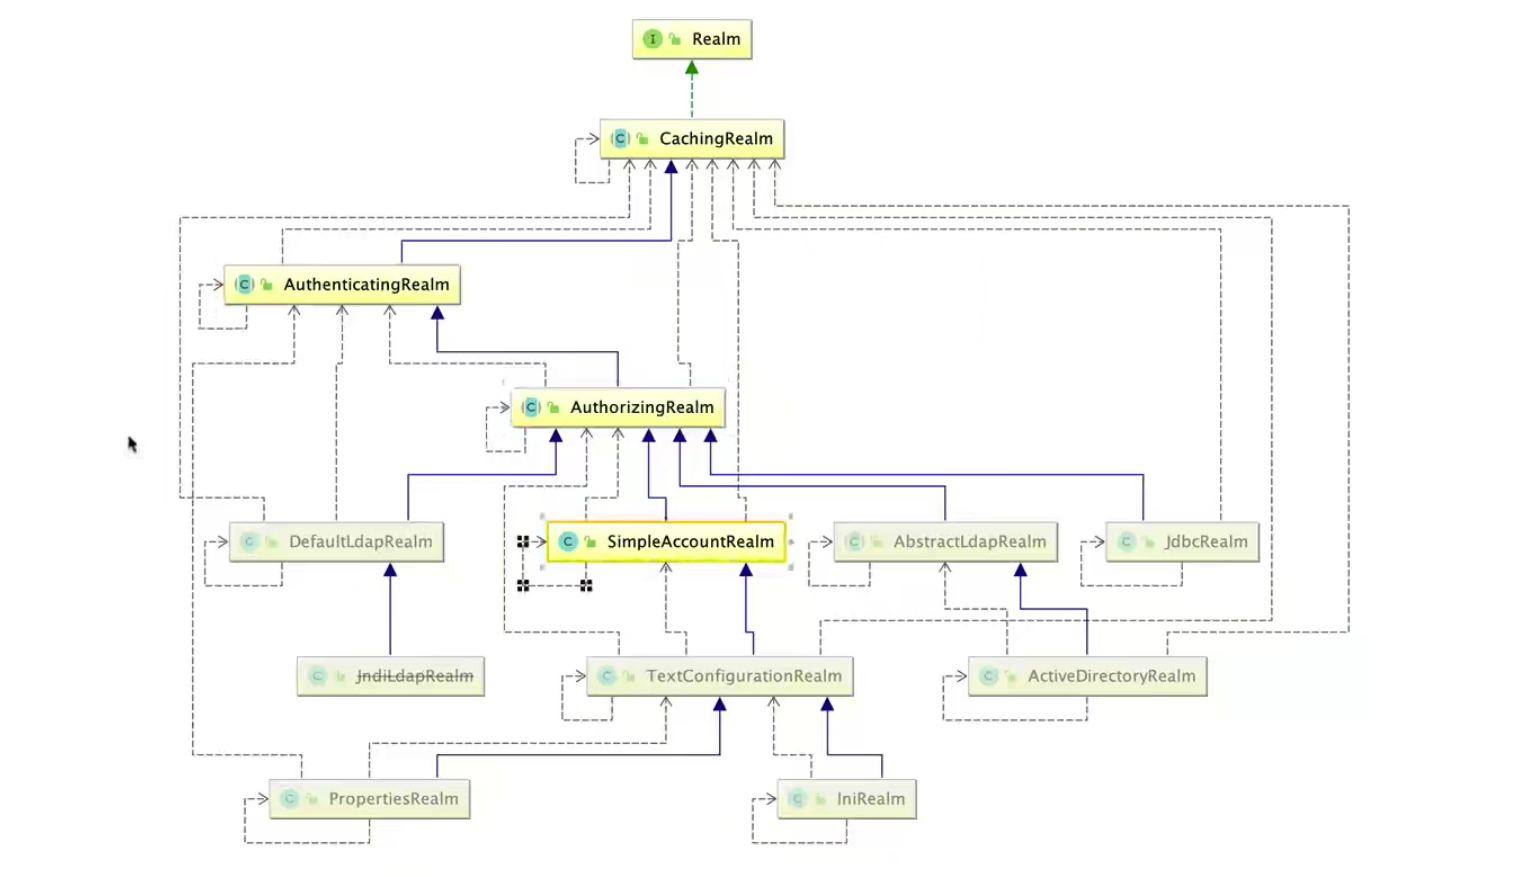 I Realm
C CachingRealm
C AuthenticatingRealm
C AuthorizingRealm
C DefaultLdapRealm
C SimpleAccountRealm
C AbstractLdapRealm
C JdbcRealm
C JndiLdapRealm
C TextConfigurationRealm
C ActiveDirectoryRealm
C PropertiesRealm
C IniRealm